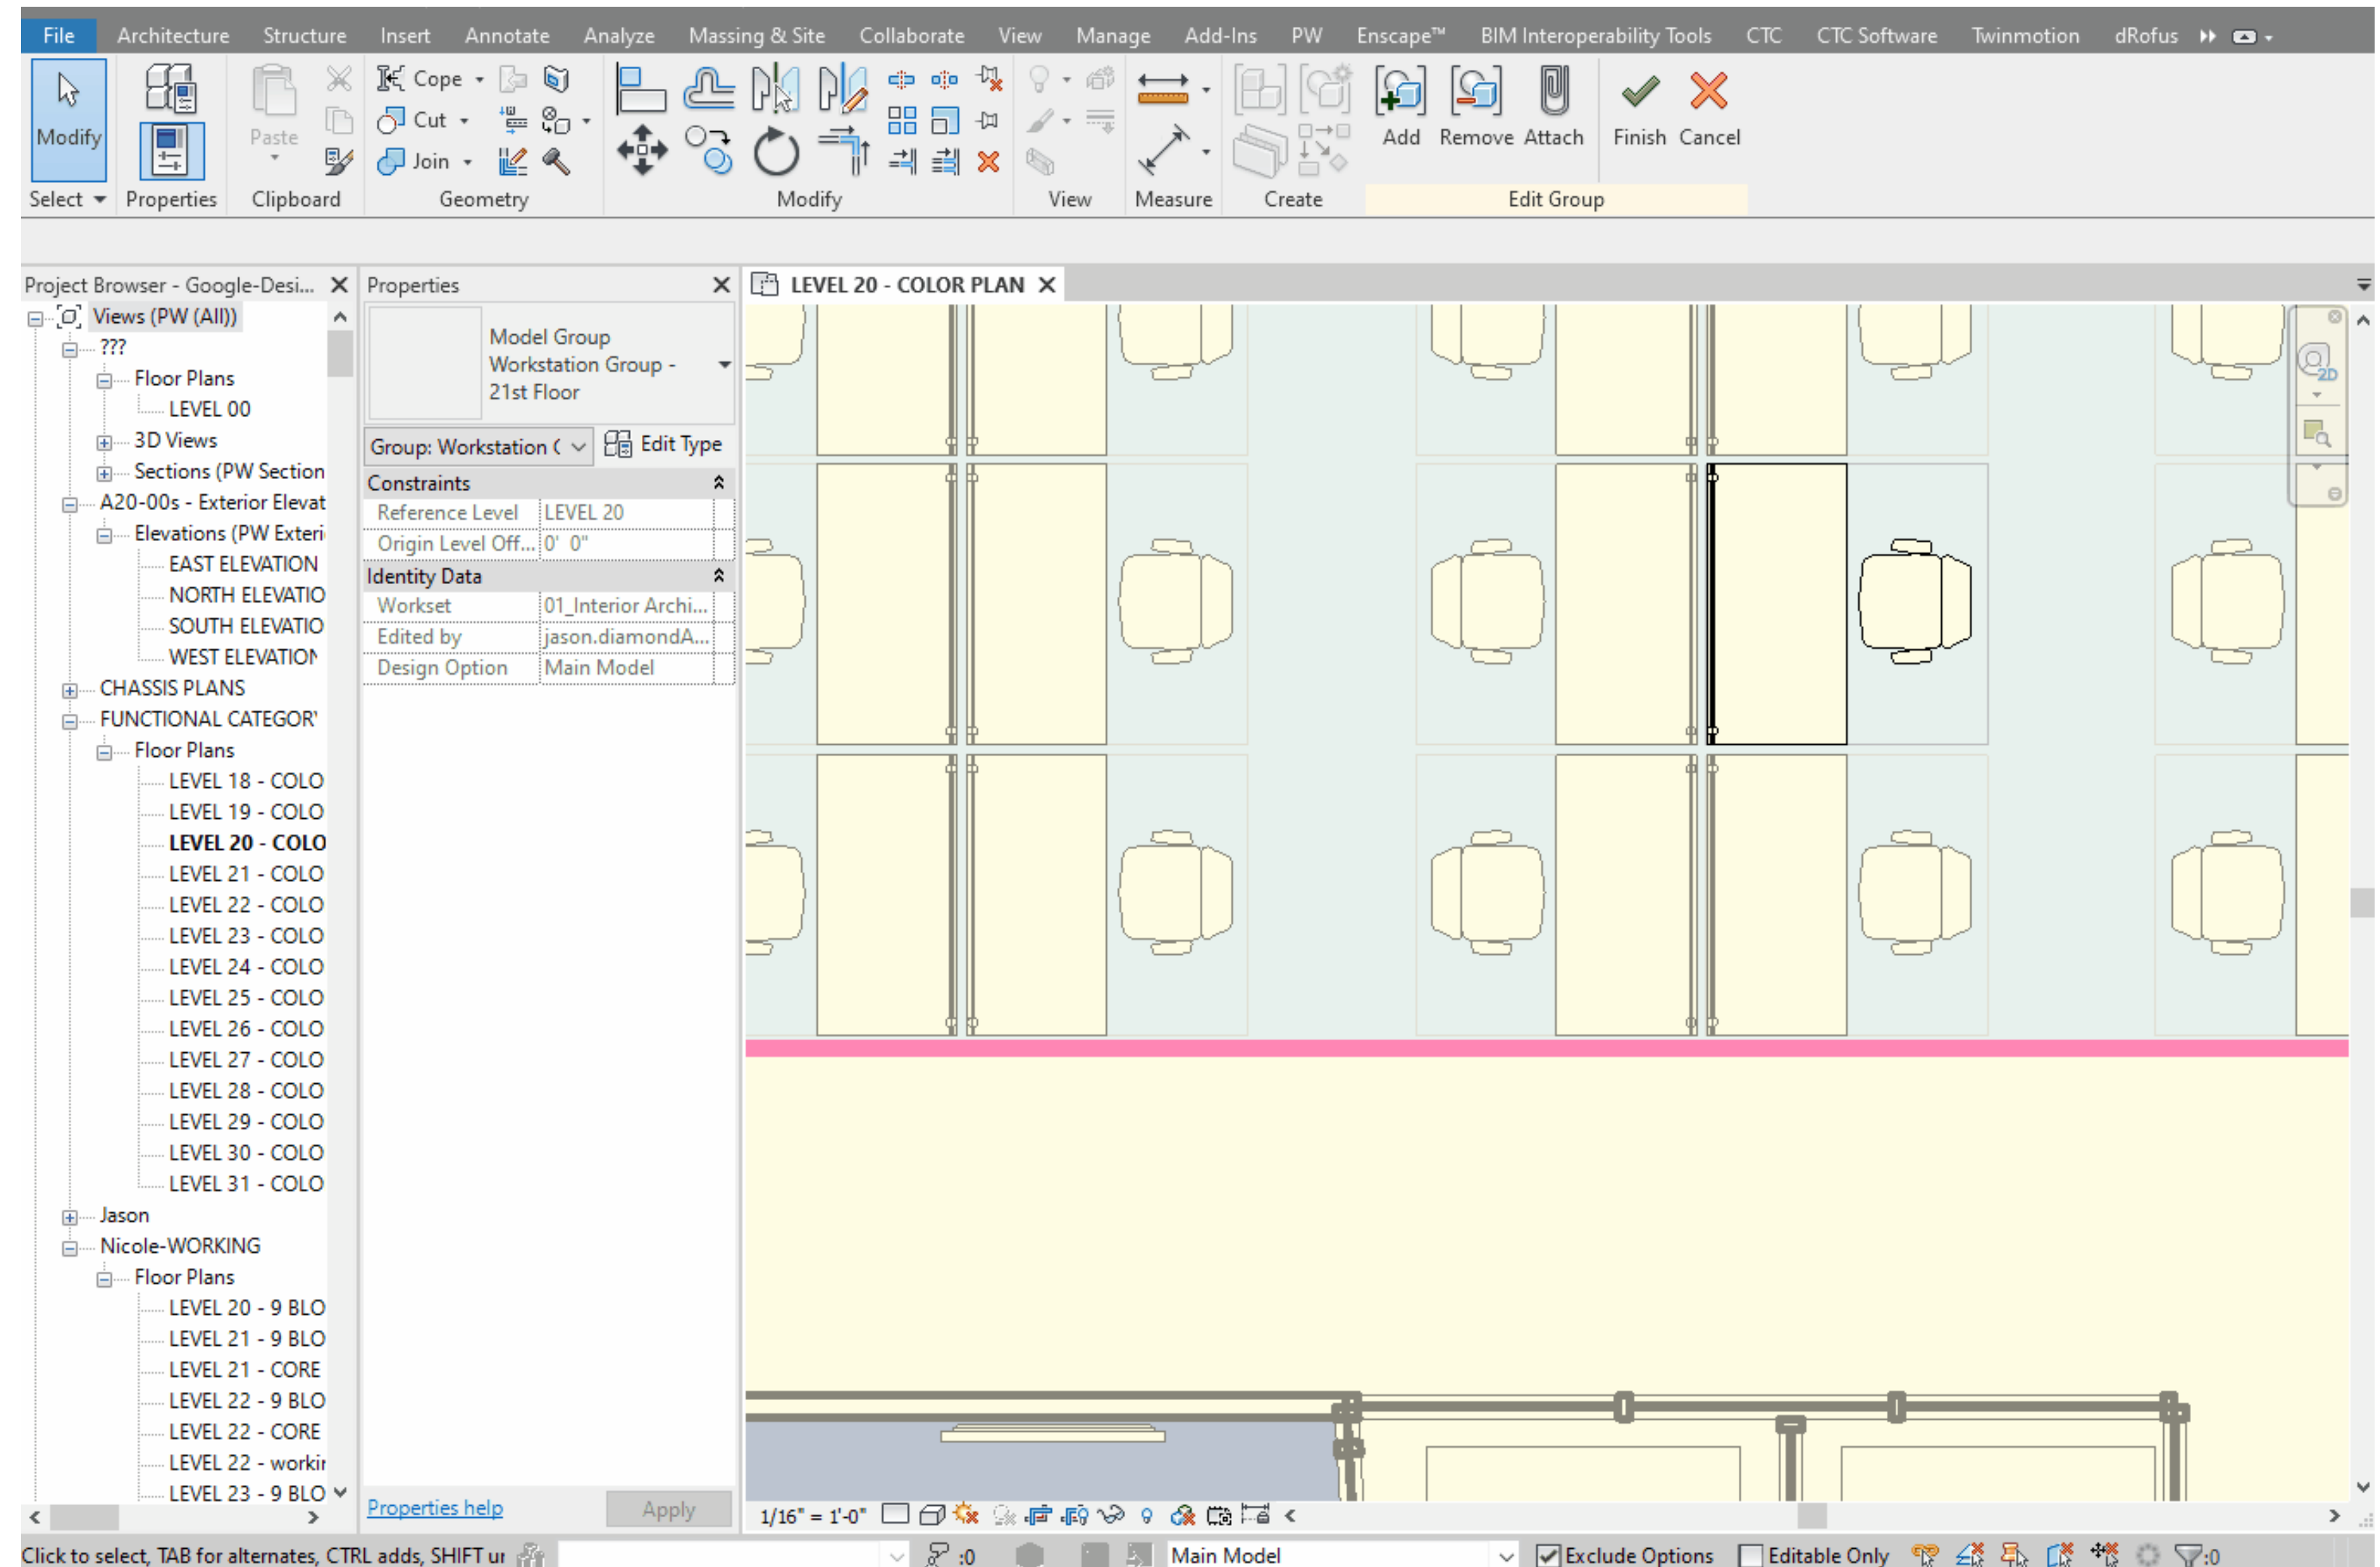 File Architecture Structure Insert Annotate Analyze Massing & Site Collaborate View Manage Add-Ins PW Enscape™ BIM Interoperability Tools CTC CTC Software Twinmotion dRofus
Modify
Paste
Cope
Cut
Join
Add Remove Attach Finish Cancel
Select Properties Clipboard Geometry Modify View Measure Create Edit Group
Project Browser - Google-Desi...
Views (PW (All))
???
Floor Plans
LEVEL 00
3D Views
Sections (PW Section
A20-00s - Exterior Elevat
Elevations (PW Exteri
EAST ELEVATION
NORTH ELEVATIO
SOUTH ELEVATIO
WEST ELEVATION
CHASSIS PLANS
FUNCTIONAL CATEGORY
Floor Plans
LEVEL 18 - COLO
LEVEL 19 - COLO
LEVEL 20 - COLO
LEVEL 21 - COLO
LEVEL 22 - COLO
LEVEL 23 - COLO
LEVEL 24 - COLO
LEVEL 25 - COLO
LEVEL 26 - COLO
LEVEL 27 - COLO
LEVEL 28 - COLO
LEVEL 29 - COLO
LEVEL 30 - COLO
LEVEL 31 - COLO
Jason
Nicole-WORKING
Floor Plans
LEVEL 20 - 9 BLO
LEVEL 21 - 9 BLO
LEVEL 21 - CORE
LEVEL 22 - 9 BLO
LEVEL 22 - CORE
LEVEL 22 - workin
LEVEL 23 - 9 BLO
Properties
Model Group
Workstation Group -
21st Floor
Group: Workstation ( Edit Type
Constraints
Reference Level LEVEL 20
Origin Level Off... 0' 0"
Identity Data
Workset 01_Interior Archi...
Edited by jason.diamondA...
Design Option Main Model
Properties help Apply
LEVEL 20 - COLOR PLAN
2D
1/16" = 1'-0"
Click to select, TAB for alternates, CTRL adds, SHIFT ur :0 Main Model Exclude Options Editable Only :0